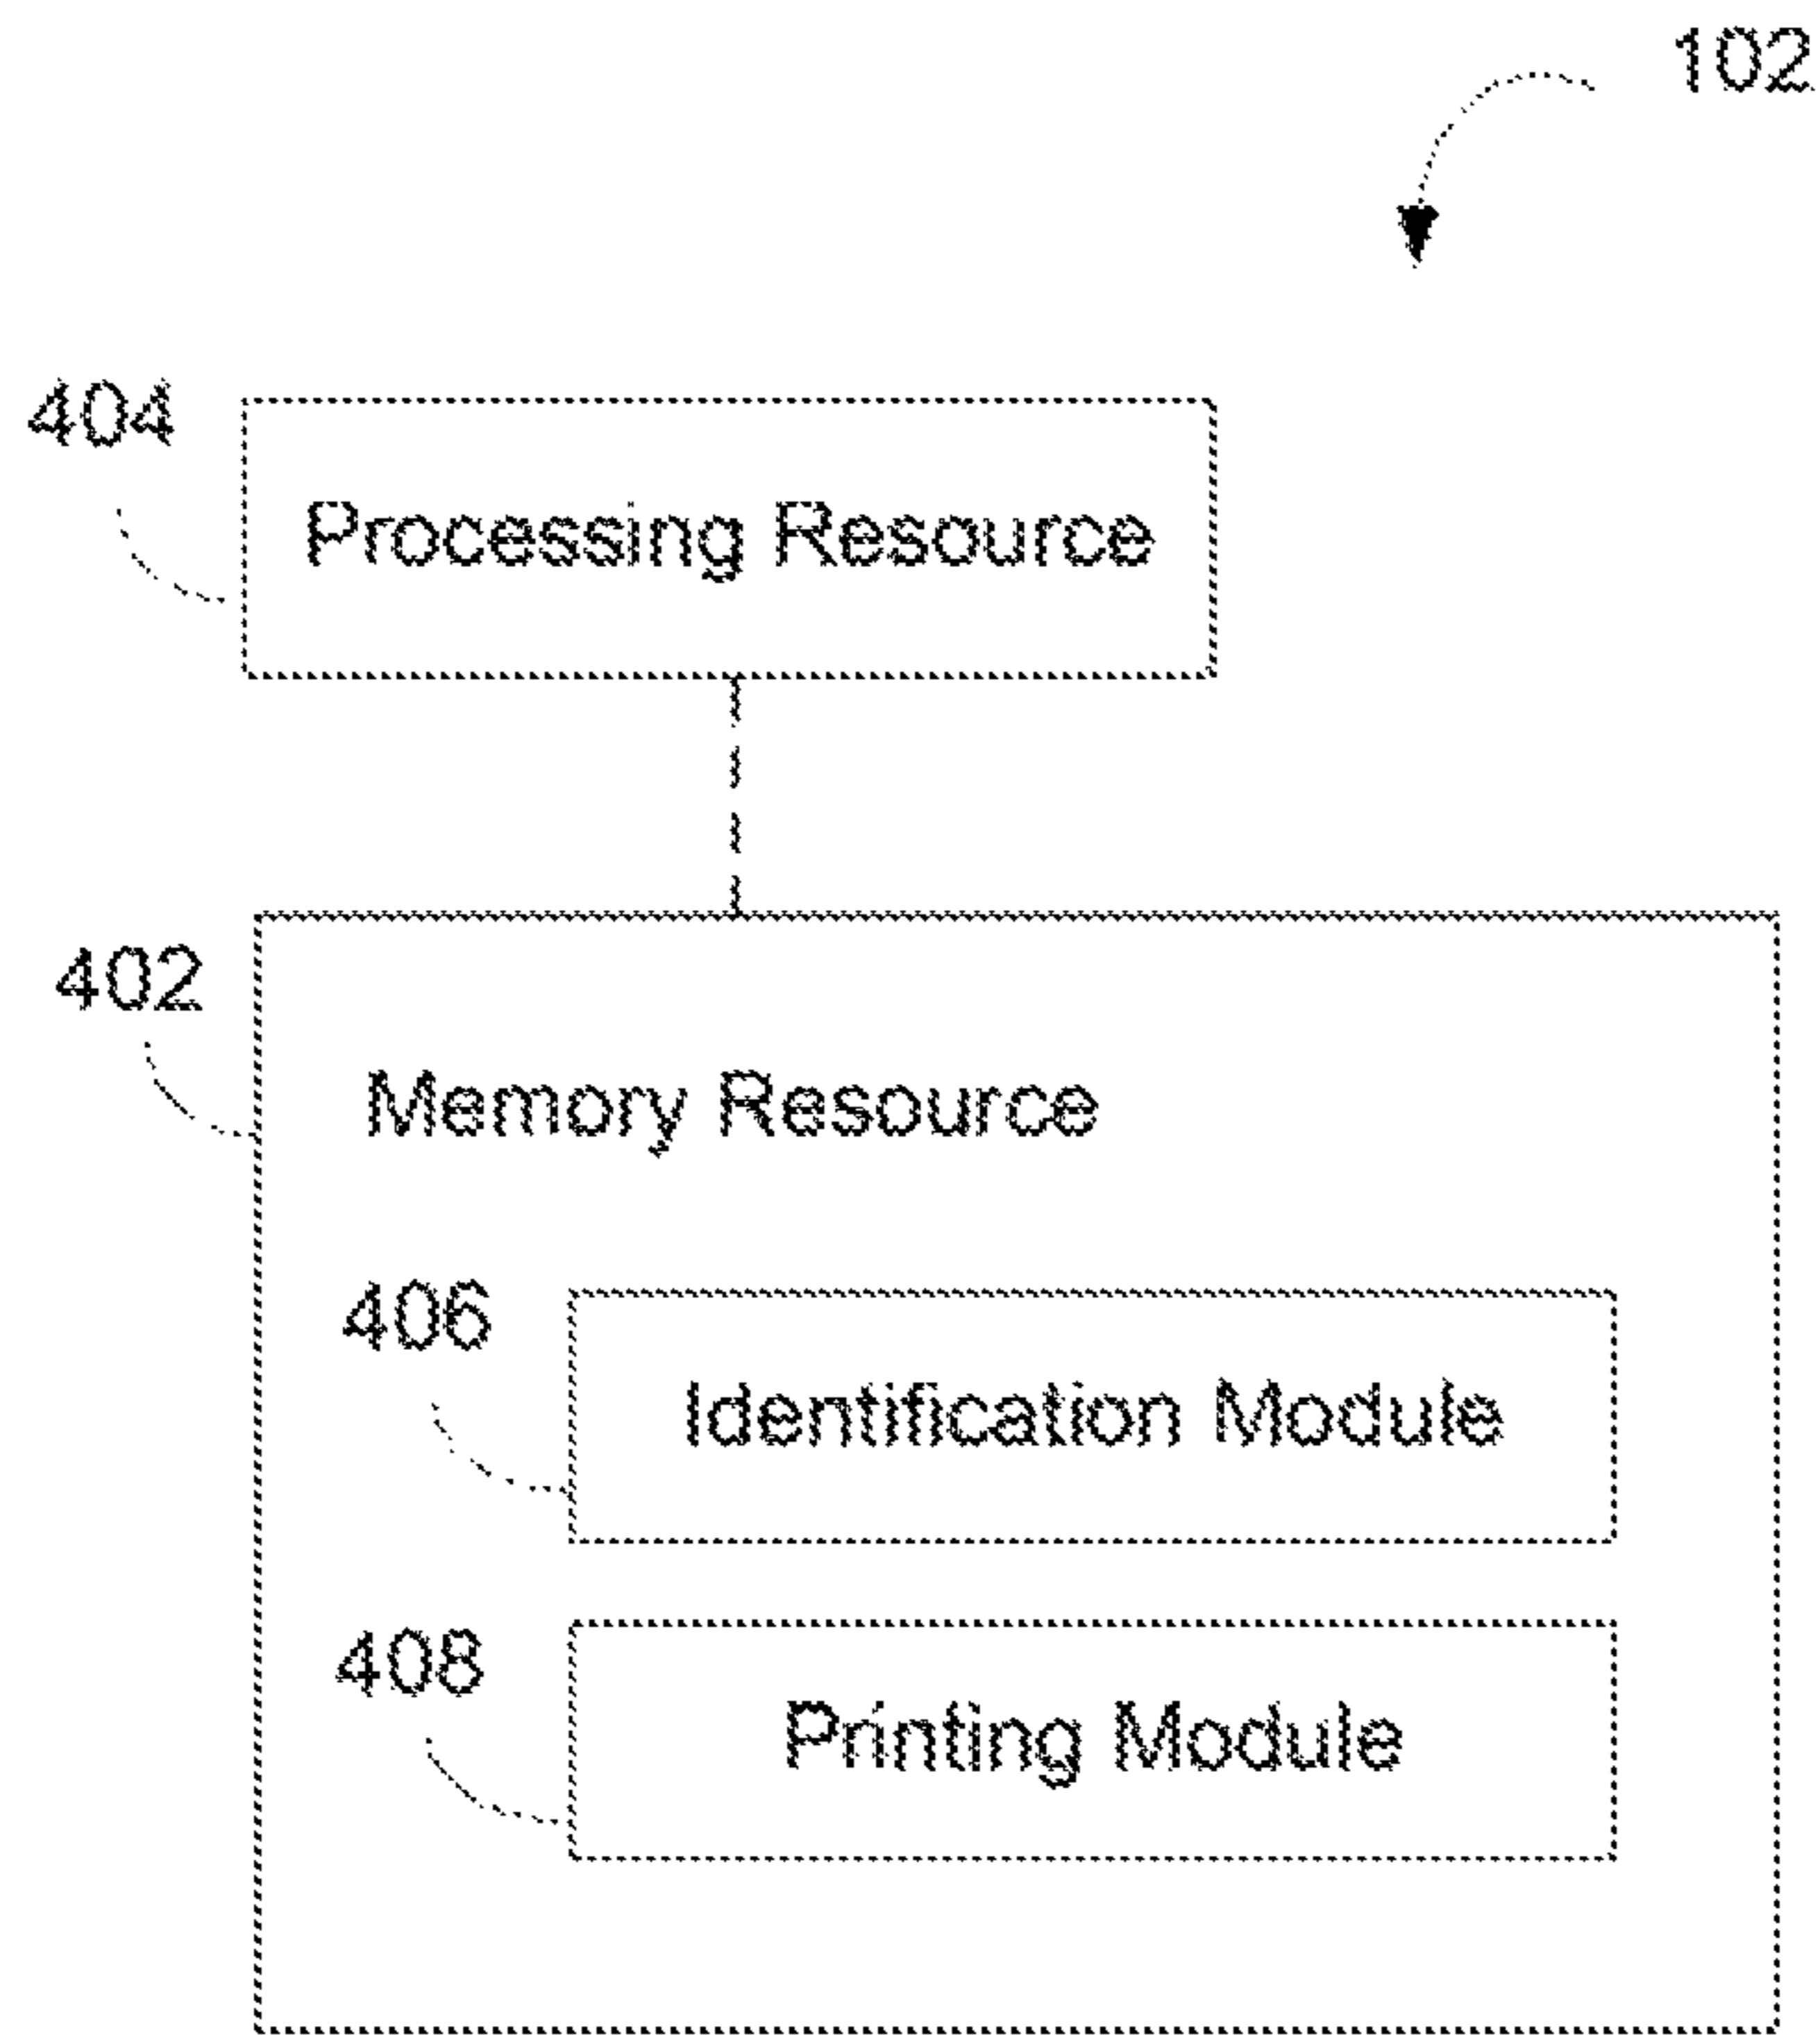 102
404
Processing Resource
402
Memory Resource
406
Identification Module
408
Printing Module